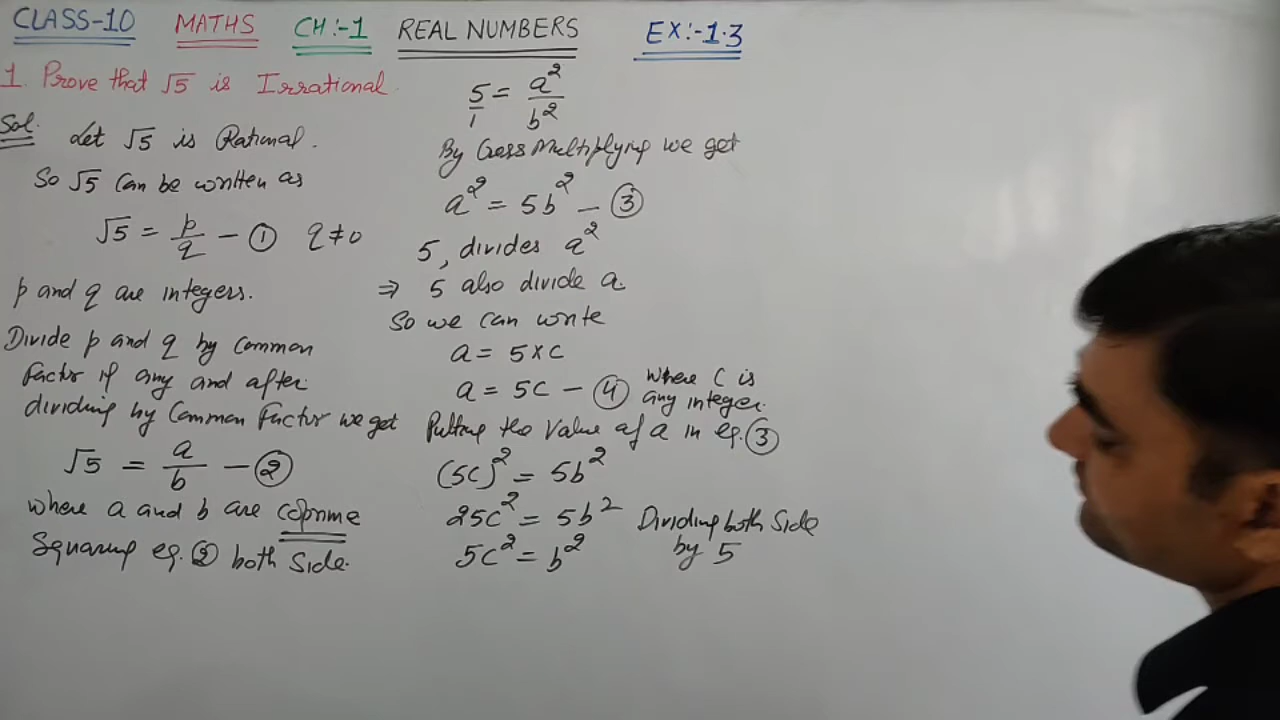 CLASS-10 MATHS CH:-1 REAL NUMBERS EX:-1.3
1. Prove that √5 is Irrational.
Sol. Let √5 is Rational.
So √5 can be written as
√5 = p/q - ① q ≠ 0
p and q are integers.
Divide p and q by common
factor if any and after
dividing by Common factor we get
√5 = a/b - ②
where a and b are coprime
Squaring eq. ② both side.
5/1 = a²/b²
By Cross Multiplying we get
a² = 5b² - ③
5, divides a²
⇒ 5 also divide a.
So we can write
a = 5×c
a = 5c - ④ where c is
any integer.
Putting the value of a in eq. ③
(5c)² = 5b²
25c² = 5b² Dividing both side
5c² = b² by 5